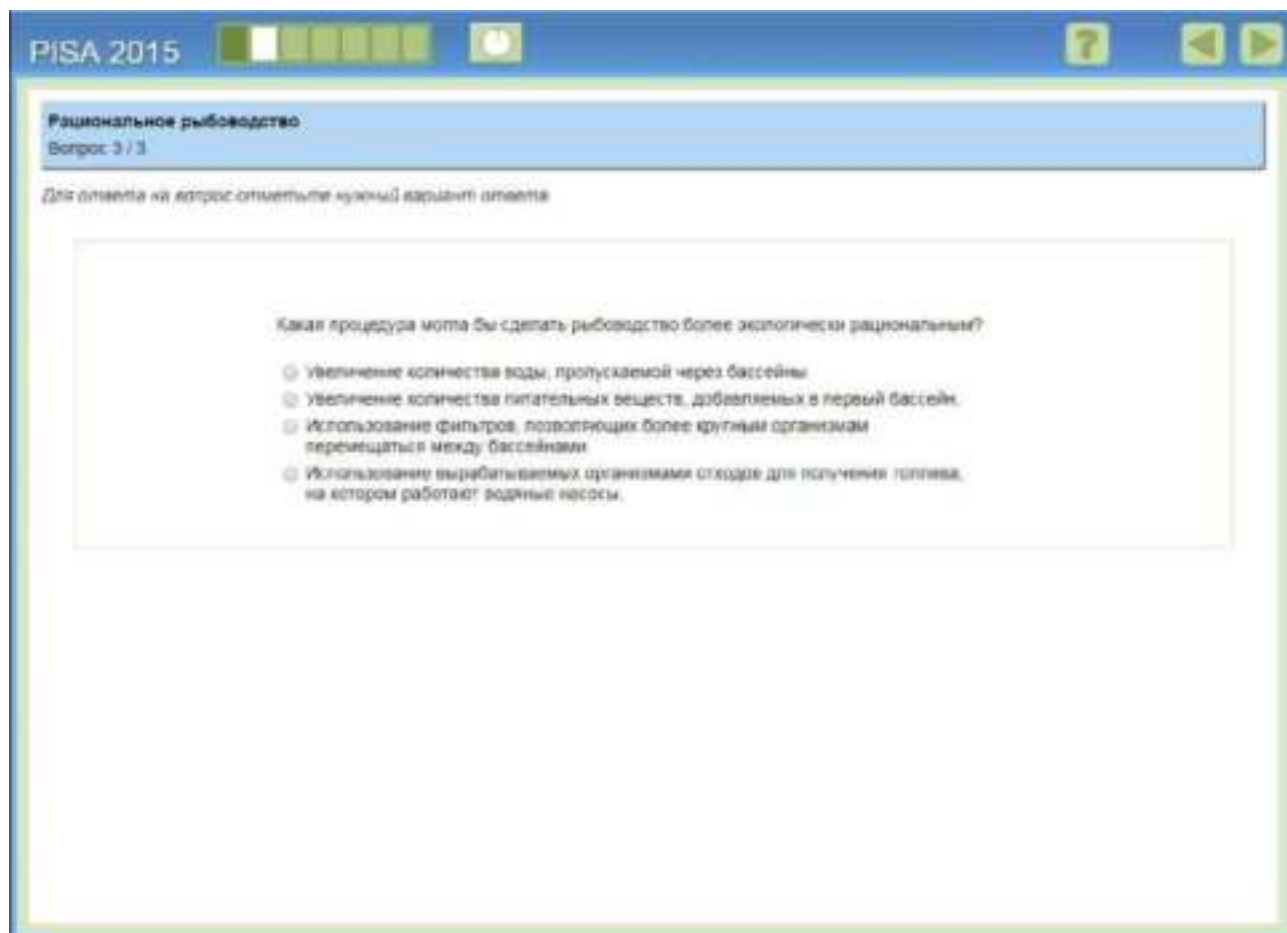 PISA 2015
?
Рациональное рыбоводство
Вопрос 3 / 3
Для ответа на вопрос отметьте нужный вариант ответа
Какая процедура могла бы сделать рыбоводство более экологически рациональным?
Увеличение количества воды, пропускаемой через бассейны
Увеличение количества питательных веществ, добавляемых в первый бассейн.
Использование фильтров, позволяющих более крупным организмам
перемещаться между бассейнами
Использование вырабатываемых организмами отходов для получения топлива,
на котором работают водяные насосы.